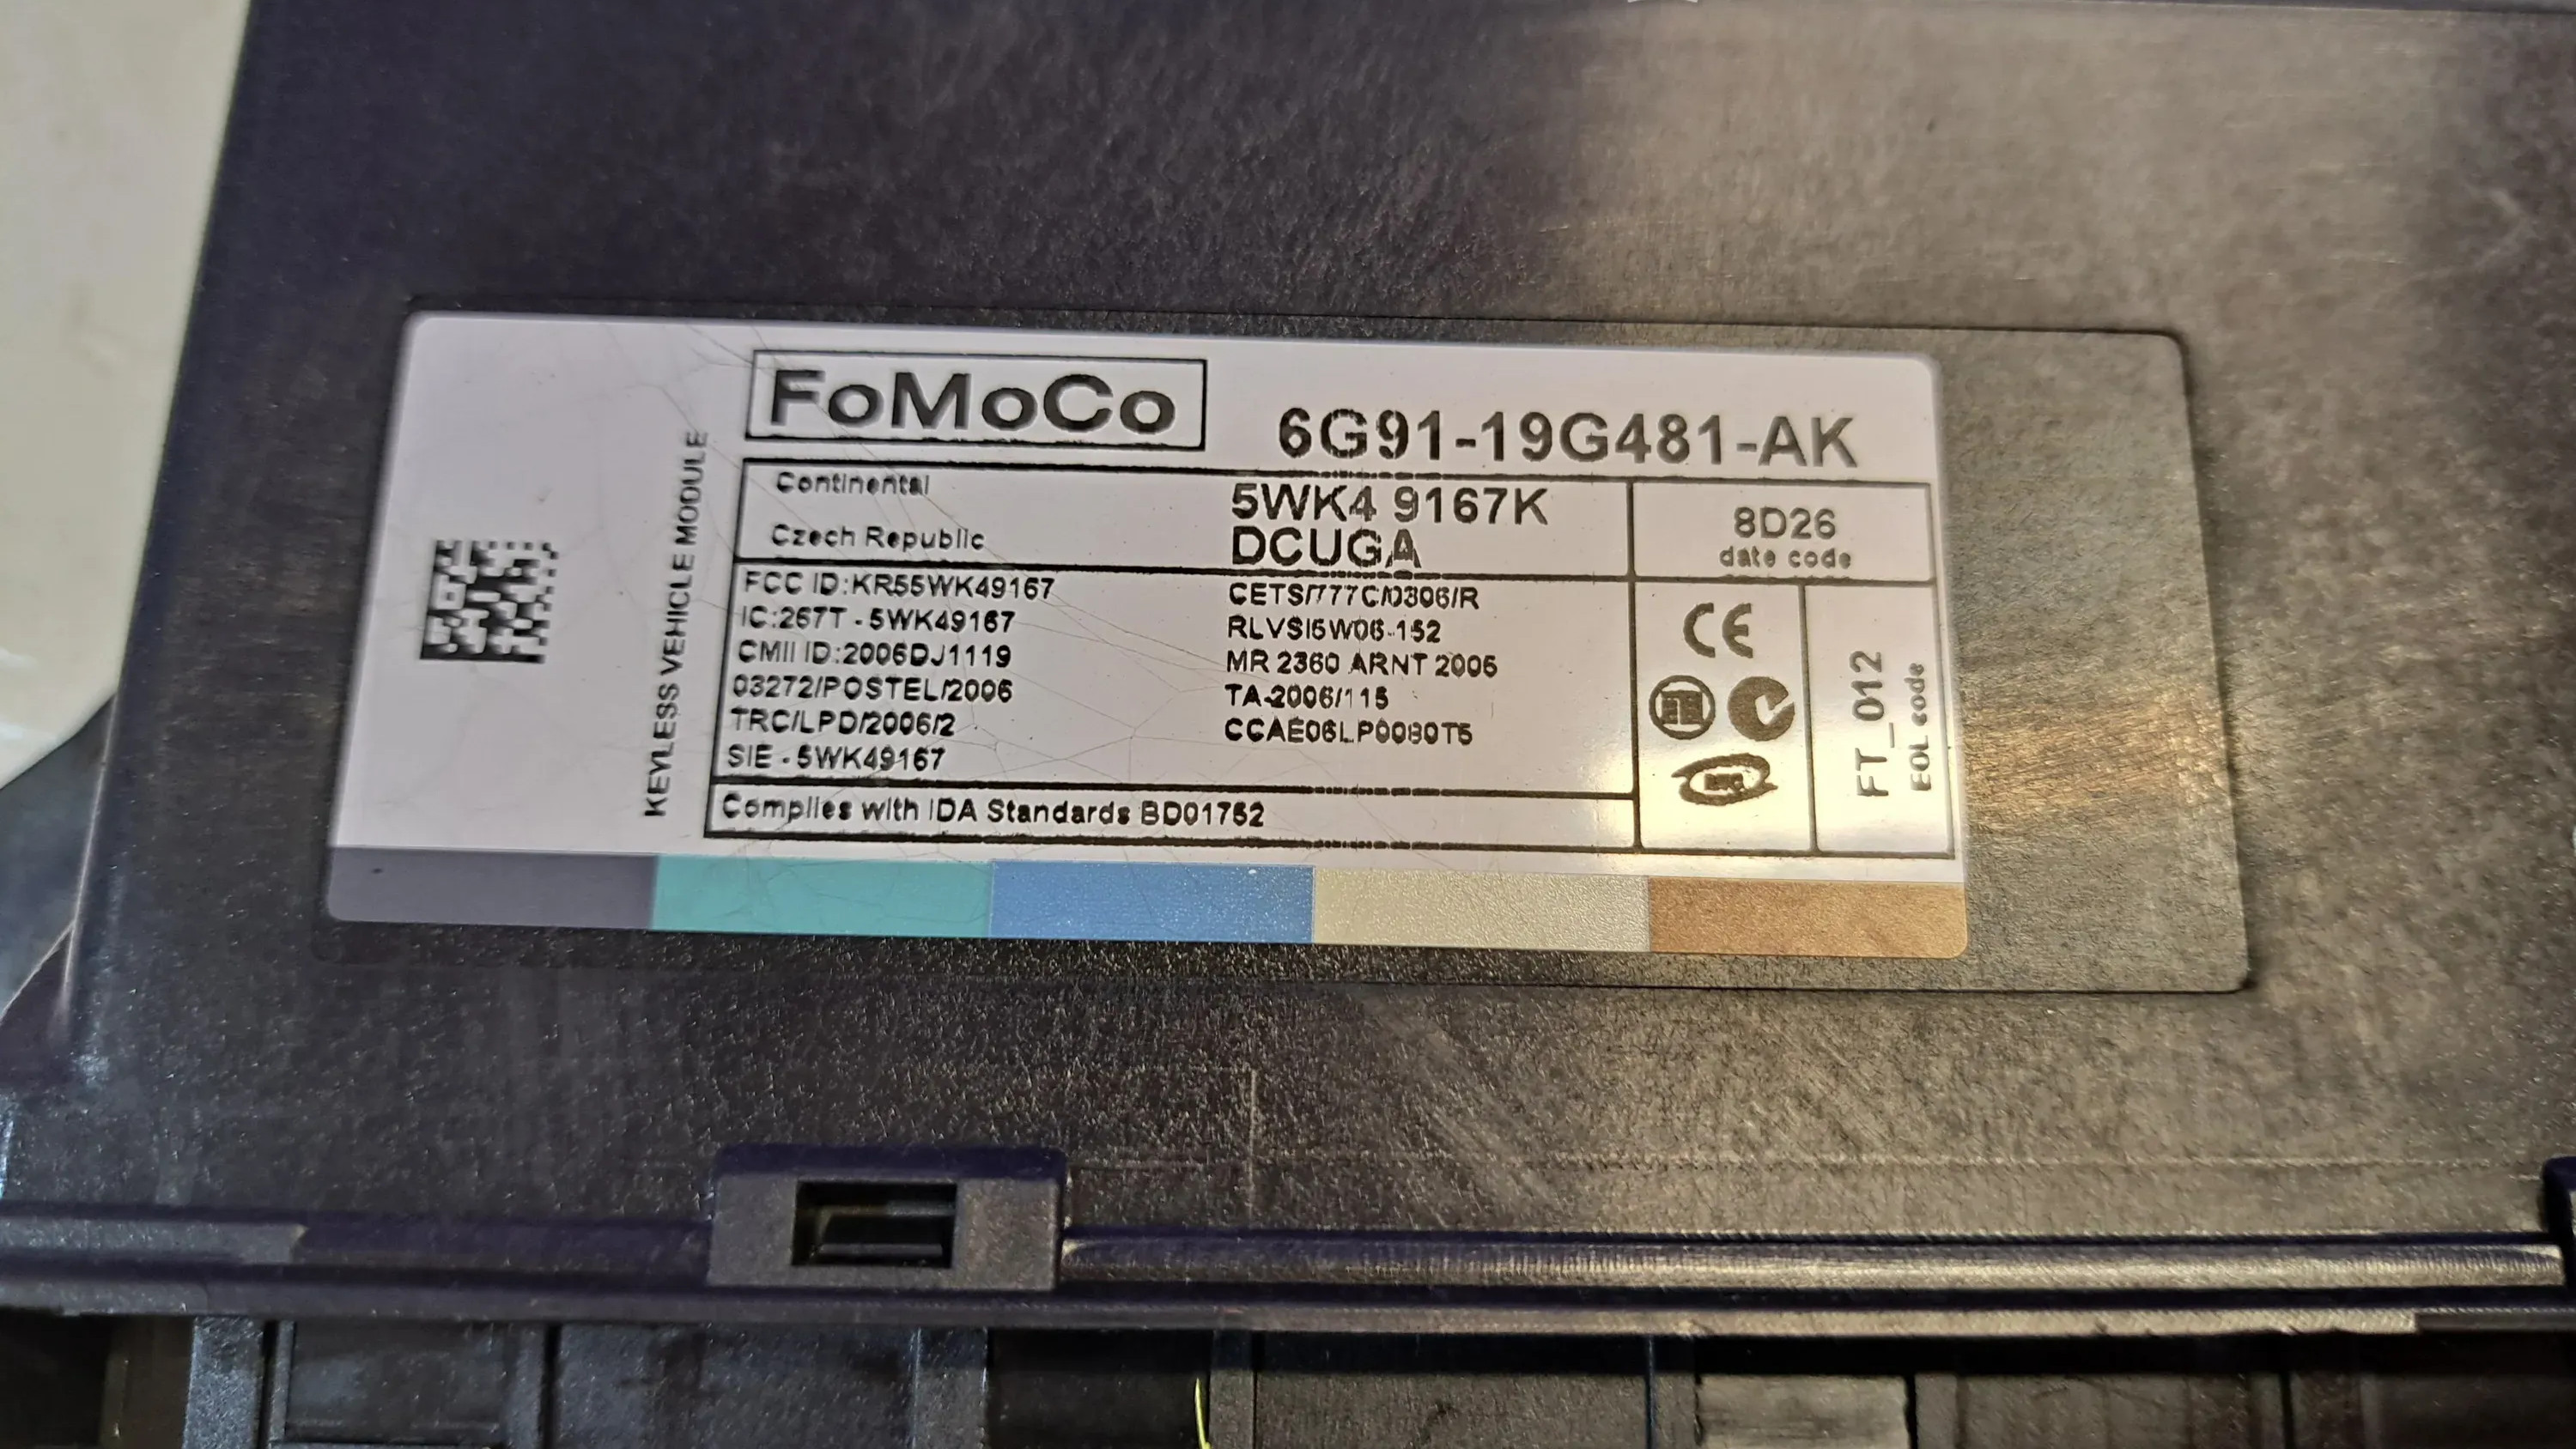 FoMoCo
6G91-19G481-AK
KEYLESS VEHICLE MODULE
Continental
Czech Republic
5WK4 9167K
DCUGA
8D26
date code
FCC ID:KR55WK49167
IC:267T - 5WK49167
CMII ID:2006DJ1119
03272/POSTEL/2006
TRC/LPD/2006/2
SIE - 5WK49167
CETS/777C/0306/R
RLVSI5W06-152
MR 2360 ARNT 2006
TA-2006/115
CCAE06LP0080T5
Complies with IDA Standards BD01752
CE
FT_012
EOL code